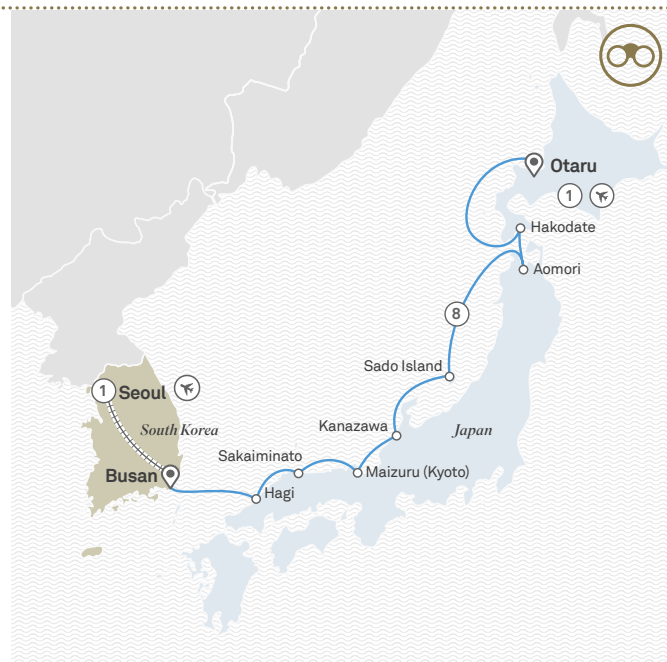 Otaru
1
Hakodate
Aomori
8
Sado Island
1 Seoul
Kanazawa
South Korea
Japan
Sakaiminato
Maizuru (Kyoto)
Busan
Hagi